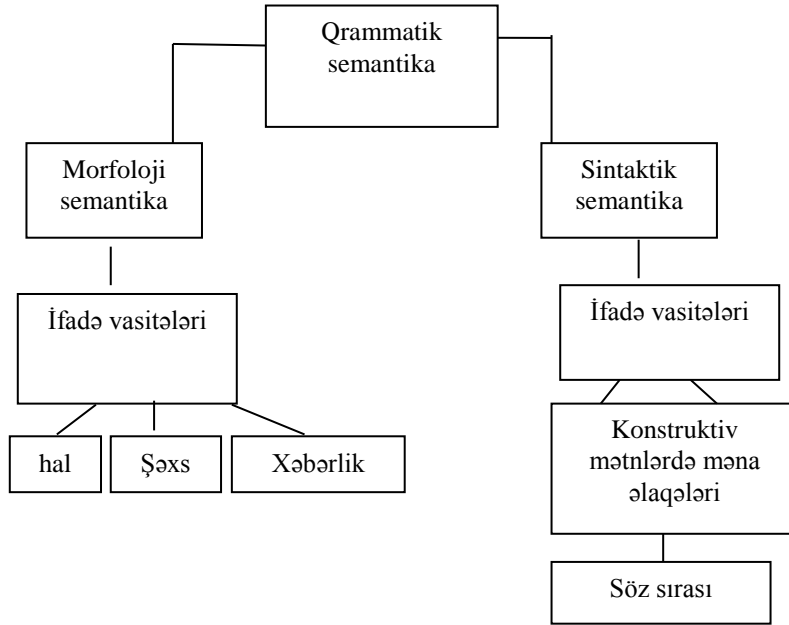 Qrammatik
semantika
Morfoloji
semantika
Sintaktik
semantika
İfadə vasitələri
İfadə vasitələri
hal
Şəxs
Xəbərlik
Konstruktiv
mətnlərdə məna
əlaqələri
Söz sırası